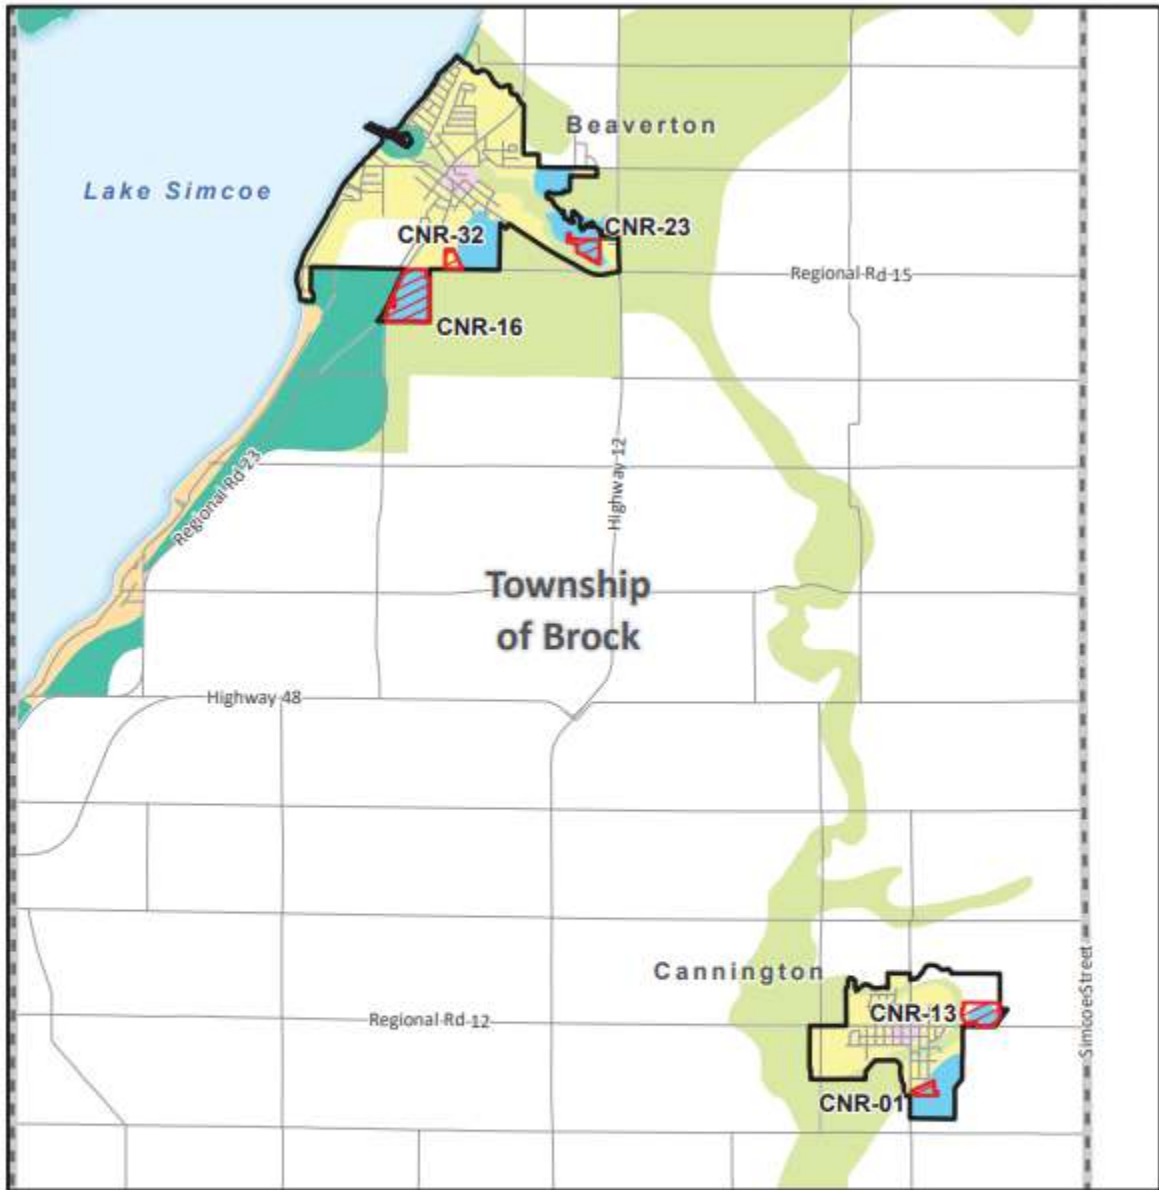 Beaverton
Lake Simcoe
CNR-32
CNR-23
Regional Rd 15
CNR-16
Highway 12
Regional Rd 23
Township
of Brock
Highway 48
Cannington
Simcoe Street
CNR-13
Regional Rd 12
CNR-01